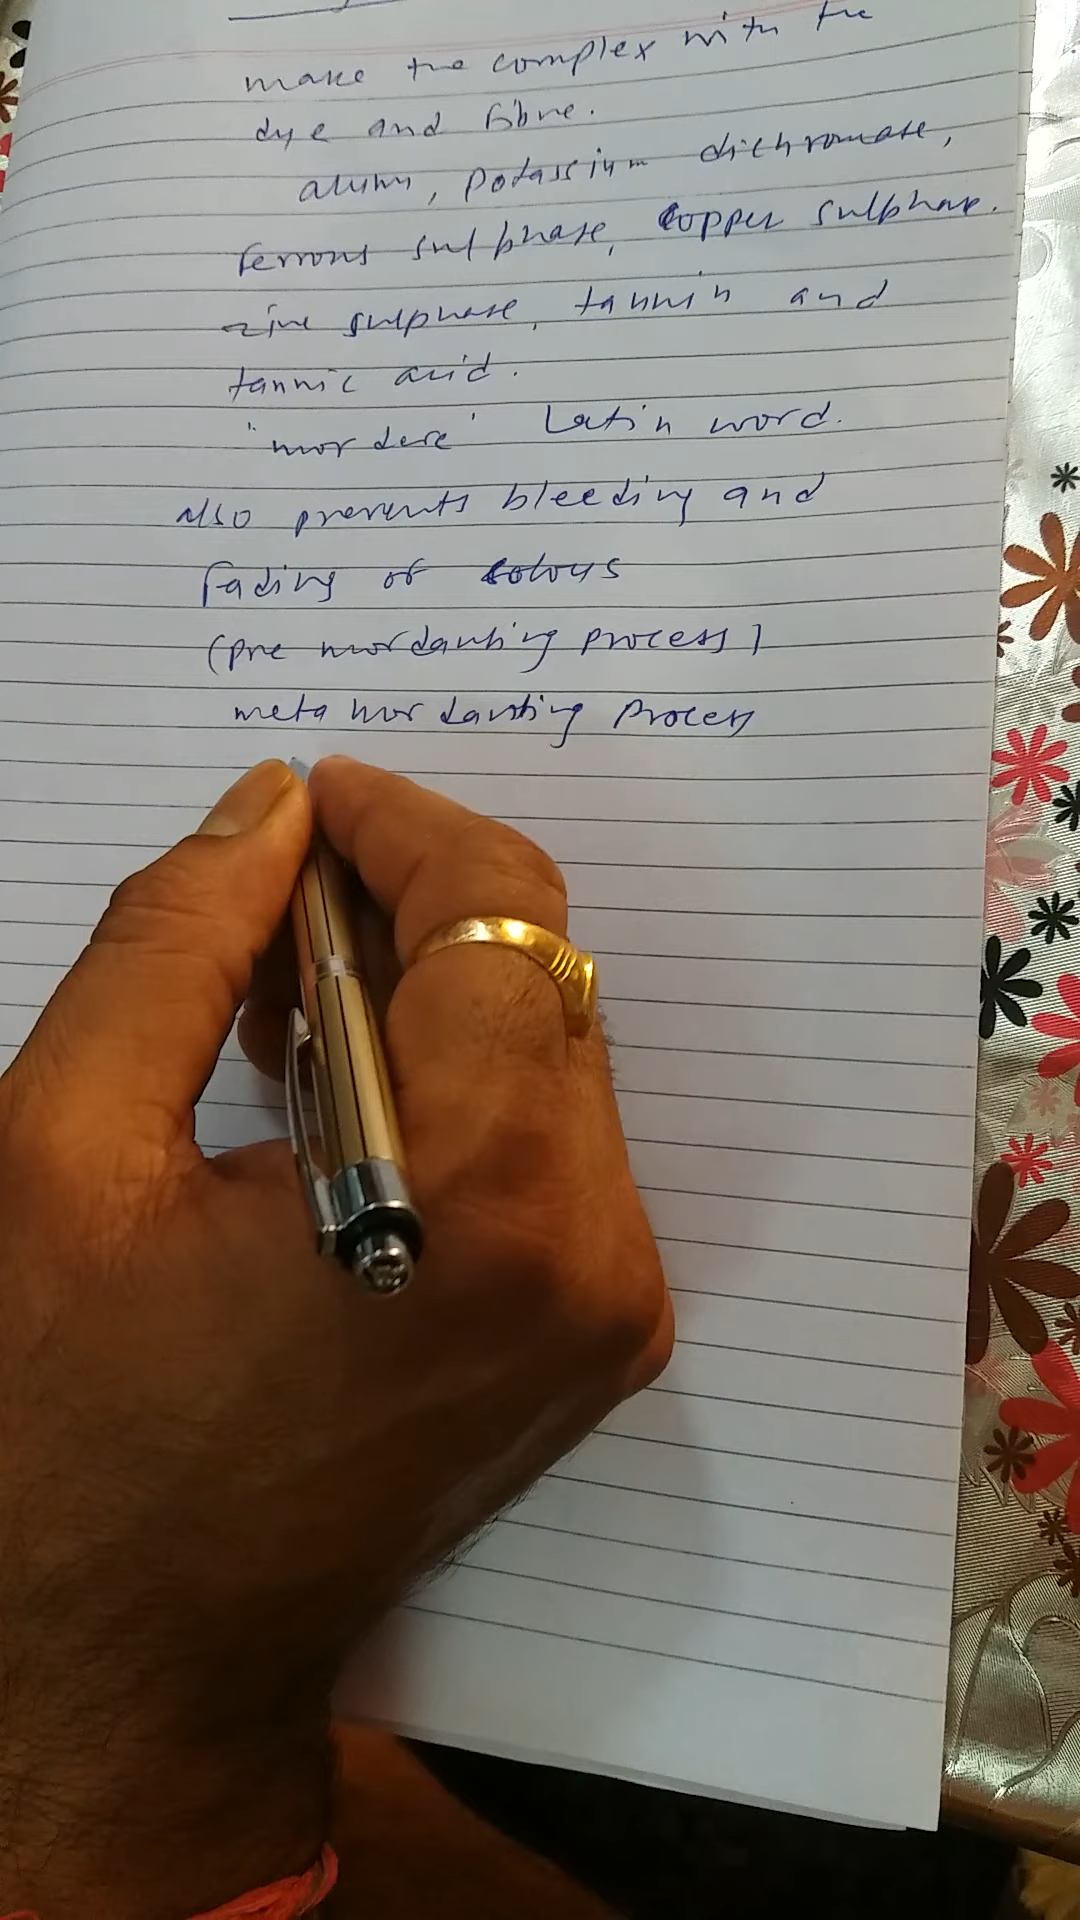 make the complex with the
dye and fibre.
alum, potassium dichromate,
ferrous sulphate, copper sulphate.
zinc sulphate, tannin and
tannic acid.
"mordere" Latin word.
also prevents bleeding and
fading of colous
(pre mordanting process)
meta mordanting process